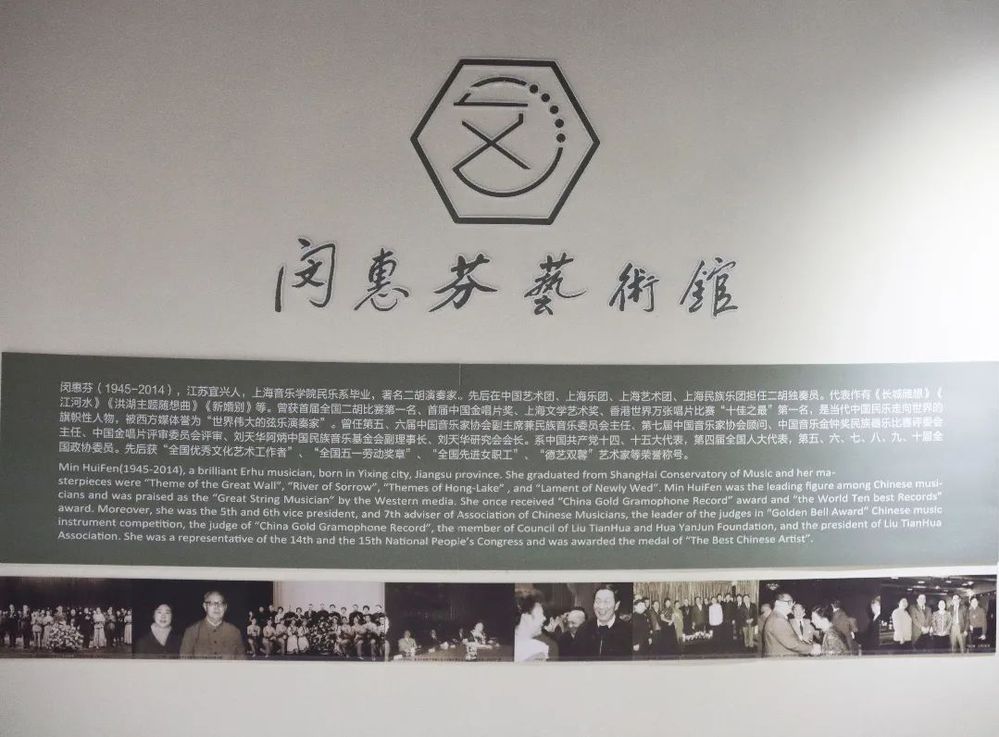 文
闵惠芬藝術館
闵惠芬（1945-2014），江苏宜兴人，上海音乐学院民乐系毕业，著名二胡演奏家。先后在中国艺术团、上海乐团、上海艺术团、上海民族乐团担任二胡独奏员。代表作有《长城随想》《
江河水》《洪湖主题随想曲》《新婚别》等。曾获首届全国二胡比赛第一名、首届中国金唱片奖、上海文学艺术奖、香港世界万张唱片比赛“十佳之最”第一名，是当代中国民乐走向世界的
旗帜性人物，被西方媒体誉为“世界伟大的弦乐演奏家”。曾任第五、六届中国音乐家协会副主席兼民族音乐委员会主任、第七届中国音乐家协会顾问、中国音乐金钟奖民族器乐比赛评委会
主任、中国金唱片评审委员会评审、刘天华阿炳中国民族音乐基金会副理事长、刘天华研究会会长。系中国共产党十四、十五大代表，第四届全国人大代表，第五、六、七、八、九、十届全
国政协委员。先后获“全国优秀文化艺术工作者”、“全国五一劳动奖章”、“全国先进女职工”、“德艺双馨”艺术家等荣誉称号。
Min HuiFen(1945-2014), a brilliant Erhu musician, born in Yixing city, Jiangsu province. She graduated from ShangHai Conservatory of Music and her ma-
sterpieces were “Theme of the Great Wall”, “River of Sorrow”, “Themes of Hong-Lake” , and “Lament of Newly Wed”. Min HuiFen was the leading figure among Chinese musi-
cians and was praised as the “Great String Musician” by the Western media. She once received “China Gold Gramophone Record” award and “the World Ten best Records”
award. Moreover, she was the 5th and 6th vice president, and 7th adviser of Association of Chinese Musicians, the leader of the judges in “Golden Bell Award” Chinese music
instrument competition, the judge of “China Gold Gramophone Record”, the member of Council of Liu TianHua and Hua YanJun Foundation, and the president of Liu TianHua
Association. She was a representative of the 14th and the 15th National People’s Congress and was awarded the medal of “The Best Chinese Artist”.